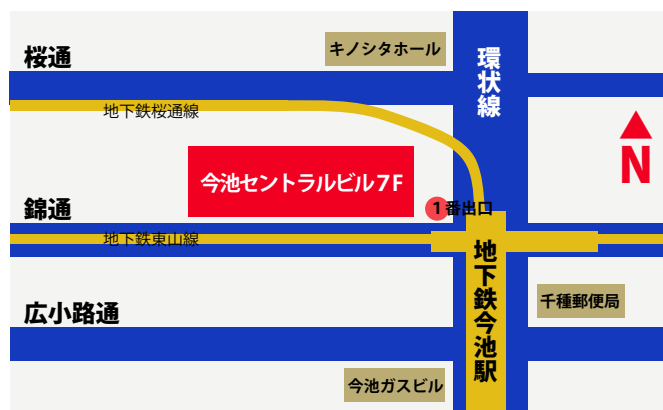 キノシタホール
桜通
環状線
地下鉄桜通線
N
今池セントラルビル7F
錦通
1番出口
地下鉄東山線
地下鉄今池駅
千種郵便局
広小路通
今池ガスビル